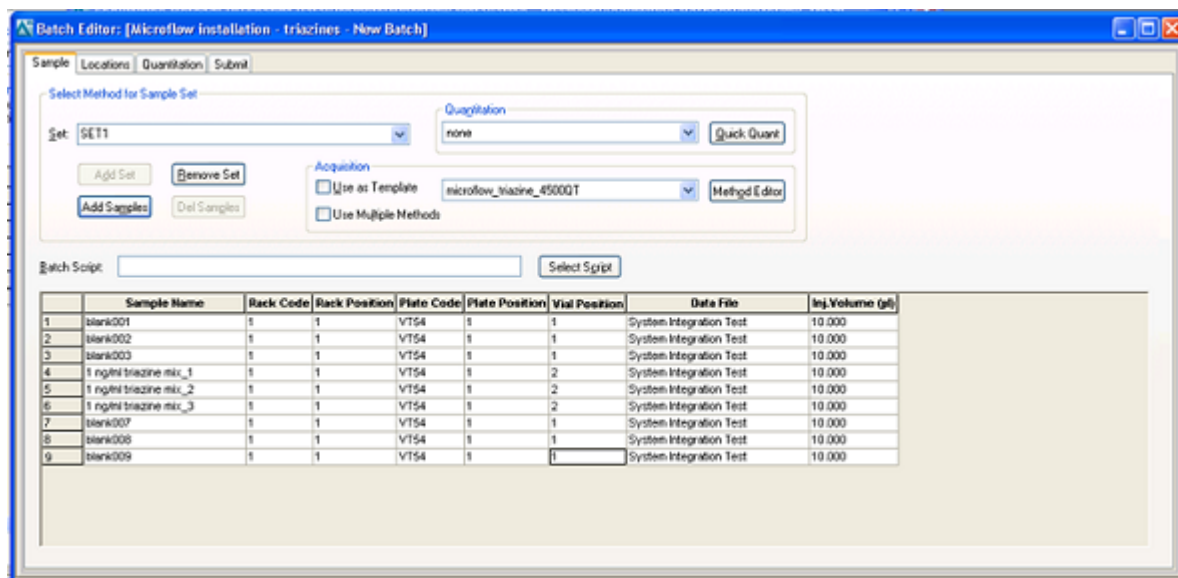 Batch Editor: [Microflow installation - triazines - New Batch]
Sample Locations Quantitation Submit
Select Method for Sample Set
Quantitation
Set: SET1 none Quick Quant
Add Set Remove Set
Acquisition
Use as Template microflow_triazine_4500QT Method Editor
Add Samples Del Samples
Use Multiple Methods
Batch Script: Select Script
Sample Name Rack Code Rack Position Plate Code Plate Position Vial Position Data File Inj.Volume (µl)
1 blank001 1 1 VT54 1 1 System Integration Test 10.000
2 blank002 1 1 VT54 1 1 System Integration Test 10.000
3 blank003 1 1 VT54 1 1 System Integration Test 10.000
4 1 ng/ml triazine mix_1 1 1 VT54 1 2 System Integration Test 10.000
5 1 ng/ml triazine mix_2 1 1 VT54 1 2 System Integration Test 10.000
6 1 ng/ml triazine mix_3 1 1 VT54 1 2 System Integration Test 10.000
7 blank007 1 1 VT54 1 1 System Integration Test 10.000
8 blank008 1 1 VT54 1 1 System Integration Test 10.000
9 blank009 1 1 VT54 1 1 System Integration Test 10.000